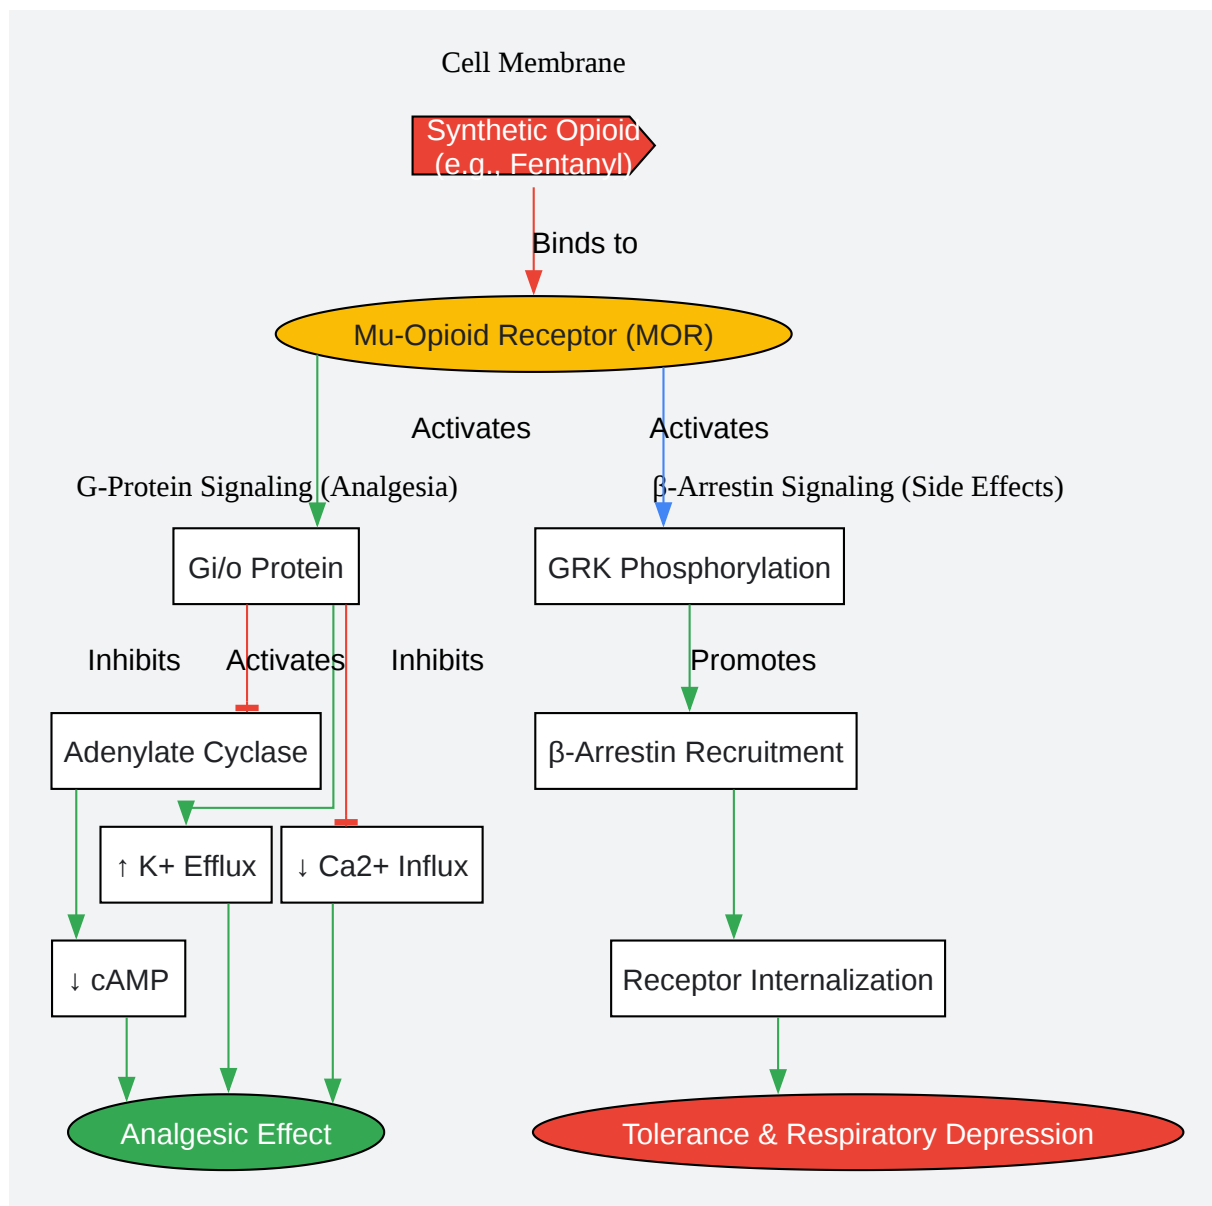 Cell Membrane
Synthetic Opioid
(e.g., Fentanyl)
Binds to
Mu-Opioid Receptor (MOR)
Activates
Activates
G-Protein Signaling (Analgesia)
β-Arrestin Signaling (Side Effects)
Gi/o Protein
GRK Phosphorylation
Inhibits
Activates
Inhibits
Promotes
Adenylate Cyclase
β-Arrestin Recruitment
↑ K+ Efflux
↓ Ca2+ Influx
↓ cAMP
Receptor Internalization
Analgesic Effect
Tolerance & Respiratory Depression